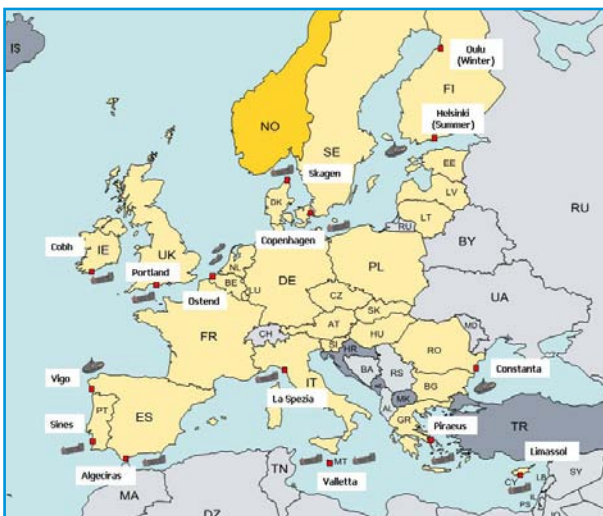 IS
Oulu
(Winter)
FI
Helsinki
(Summer)
NO
SE
Skagen
EE
LV
LT
RU
RU
DK
Copenhagen
BY
Cobh
IE
UK
Portland
Ostend
NL
BE
LU
DE
PL
CZ
SK
UA
FR
CH
AT
HU
MD
SI
HR
RO
BA
RS
Constanta
Vigo
IT
La Spezia
BG
PT
ES
MK
AL
Sines
GR
Piraeus
TR
Algeciras
Limassol
MT
Valletta
TN
MA
DZ
CY
SY
LB
IL
PS